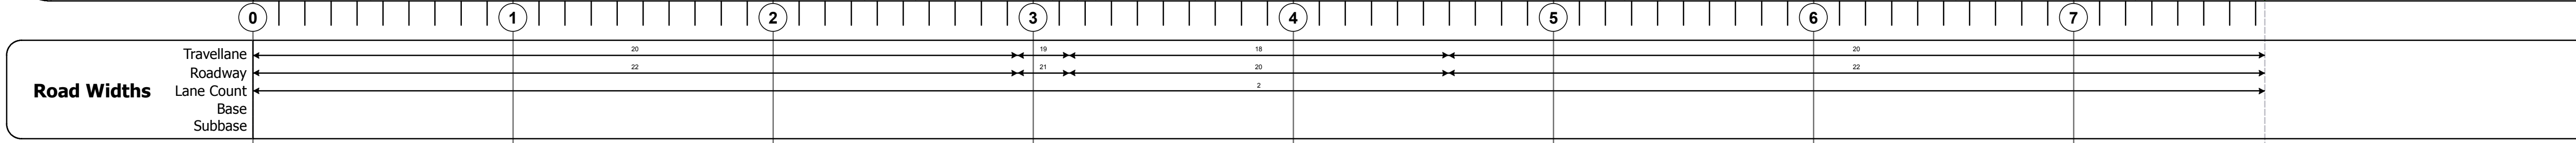 0 1 2 3 4 5 6 7
Travellane 20 19 18 20
Roadway 22 21 20 22
Road Widths
Lane Count 2
Base
Subbase